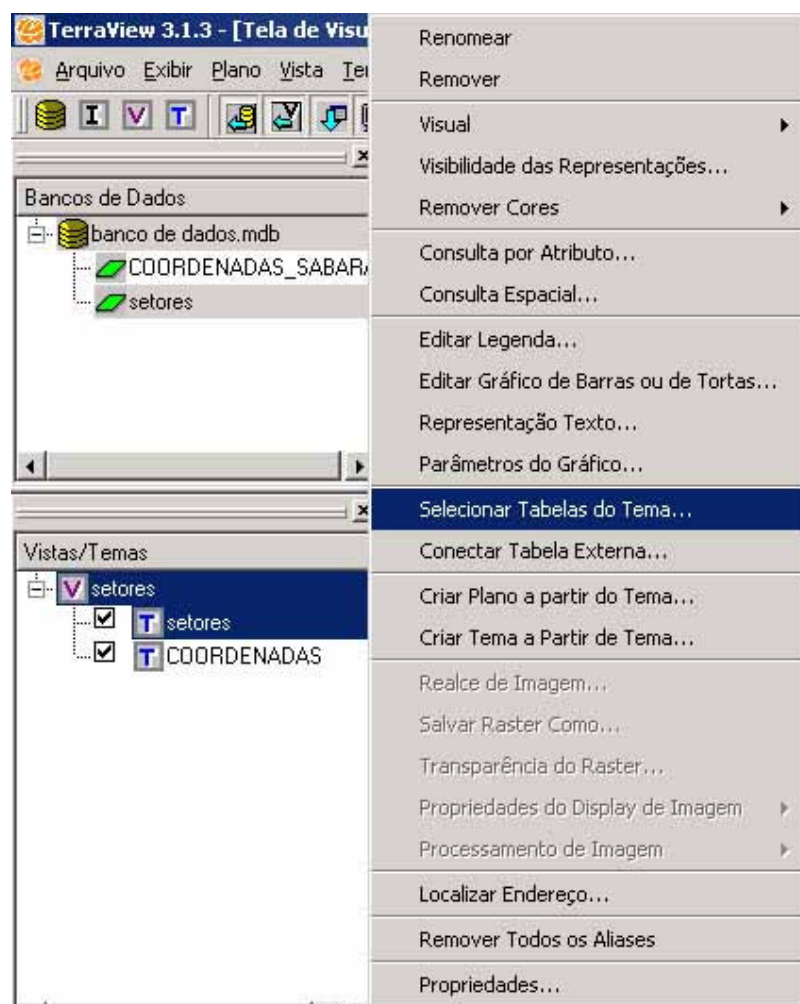 TerraView 3.1.3 - [Tela de Visu
Arquivo Exibir Plano Vista
I V T
Bancos de Dados
banco de dados.mdb
COORDENADAS_SABARA
setores
Vistas/Temas
V setores
T setores
T COORDENADAS
Renomear
Remover
Visual
Visibilidade das Representações...
Remover Cores
Consulta por Atributo...
Consulta Espacial...
Editar Legenda...
Editar Gráfico de Barras ou de Tortas...
Representação Texto...
Parâmetros do Gráfico...
Selecionar Tabelas do Tema...
Conectar Tabela Externa...
Criar Plano a partir do Tema...
Criar Tema a Partir de Tema...
Realce de Imagem...
Salvar Raster Como...
Transparência do Raster...
Propriedades do Display de Imagem
Processamento de Imagem
Localizar Endereço...
Remover Todos os Aliases
Propriedades...